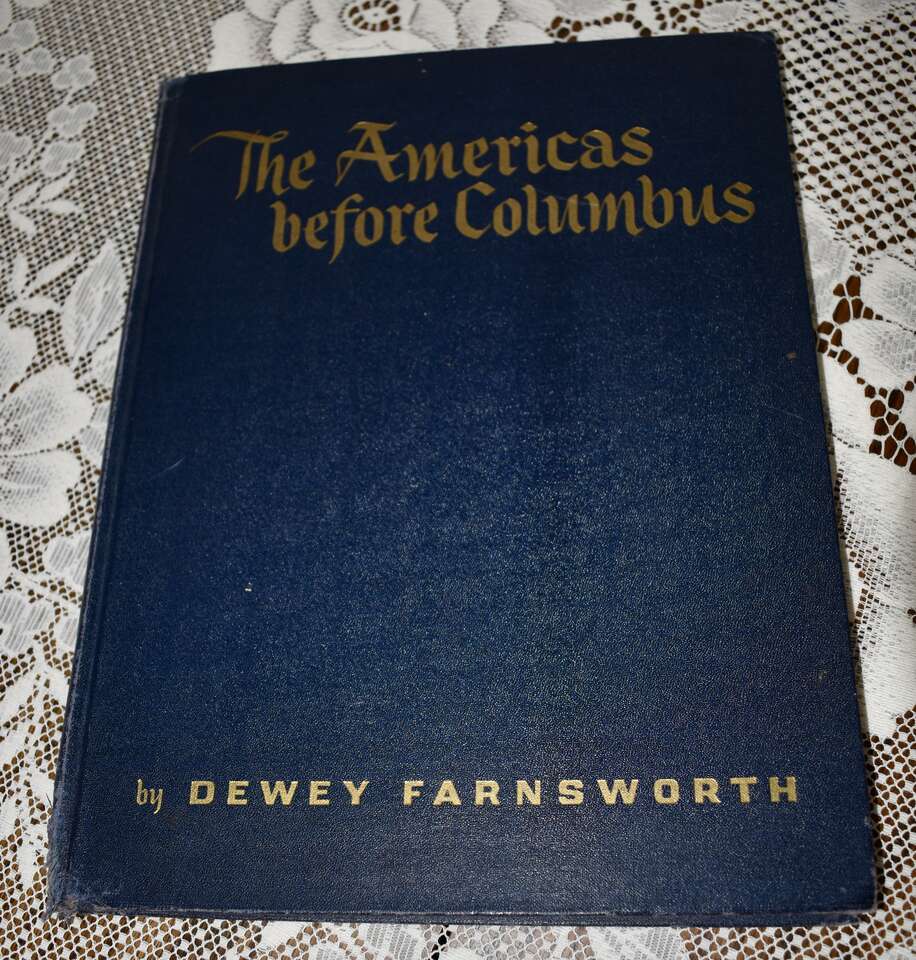 The Americas
before Columbus
by DEWEY FARNSWORTH